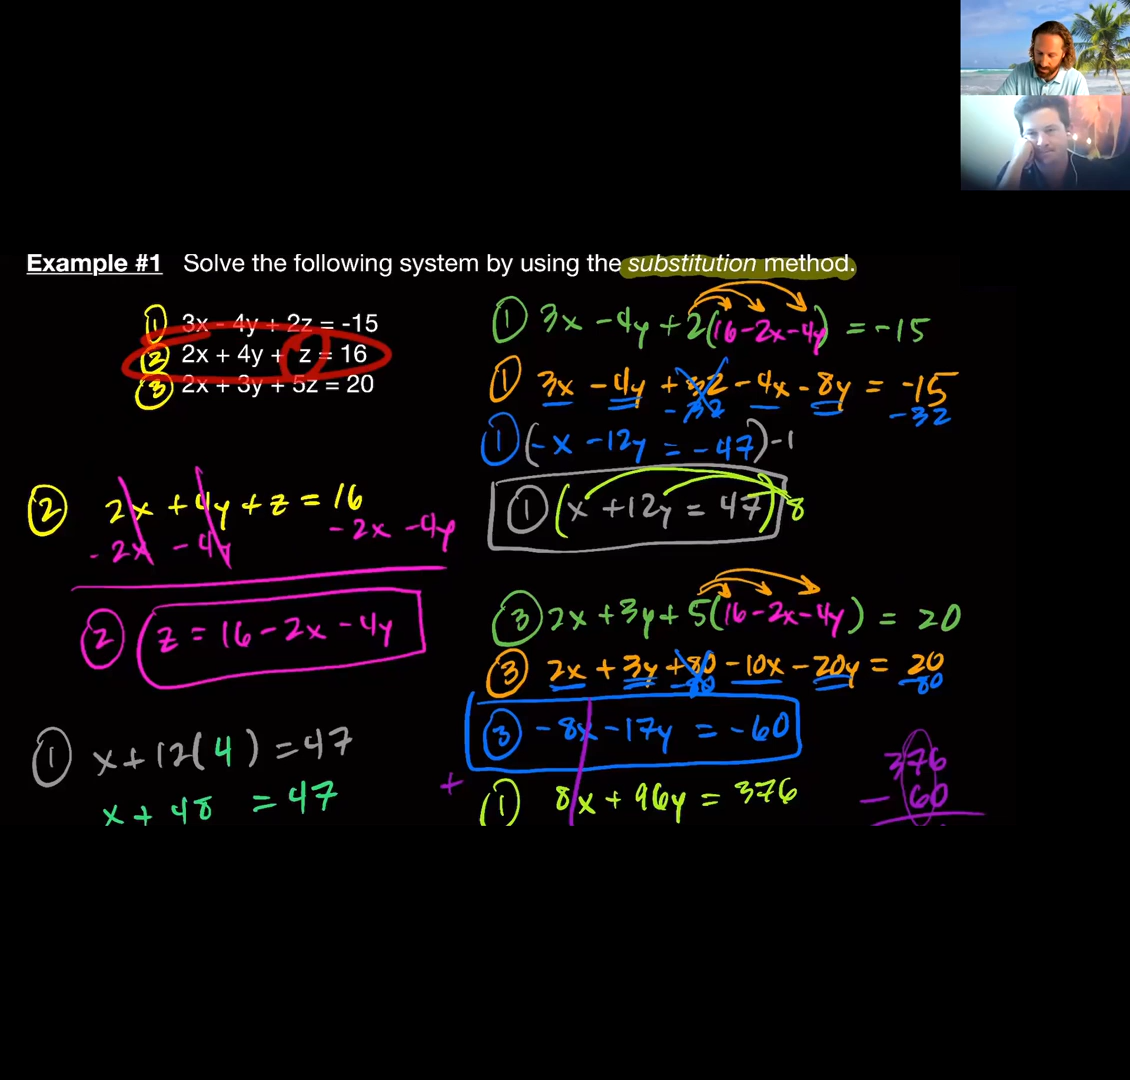 Example #1 Solve the following system by using the substitution method.
① 3x - 4y + 2z = -15
② 2x + 4y + z = 16
③ 2x + 3y + 5z = 20
② 2x + 4y + z = 16
- 2x - 4y - 2x - 4y
② z = 16 - 2x - 4y
① x + 12(4) = 47
x + 48 = 47
① 3x - 4y + 2(16 - 2x - 4y) = -15
① 3x - 4y + 32 - 4x - 8y = -15
- 32 - 32
① (-x - 12y = -47) - 1
① (x + 12y = 47) 8
③ 2x + 3y + 5(16 - 2x - 4y) = 20
③ 2x + 3y + 80 - 10x - 20y = 20
- 80 - 80
③ - 8x - 17y = - 60
+ ① 8x + 96y = 376
376
- 60